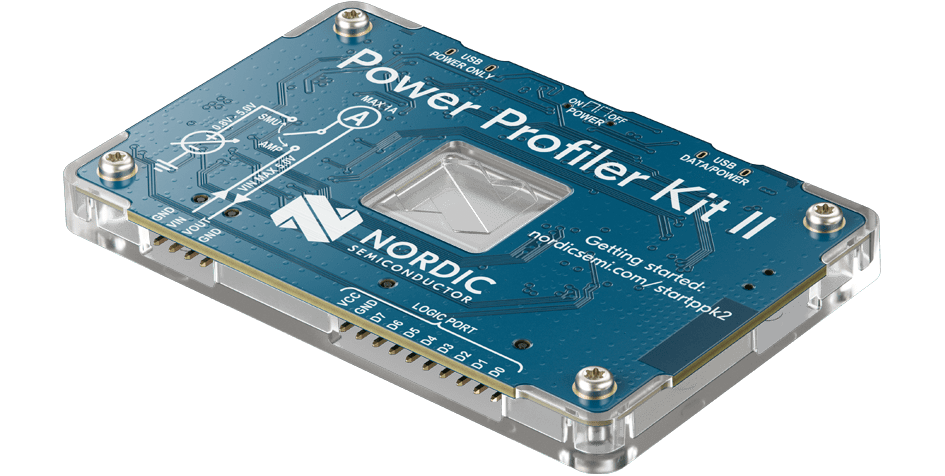 USB
POWER ONLY
Power Profiler Kit II
ON
OFF
POWER
USB
DATA/POWER
0.8V - 5.0V
SMU
AMP
MAX 1A
A
VIN MAX 5.0V
GND
VIN
VOUT
GND
NORDIC
SEMICONDUCTOR
Getting started:
nordicsemi.com/startppk2
LOGIC PORT
VCC
GND
D7
D6
D5
D4
D3
D2
D1
D0